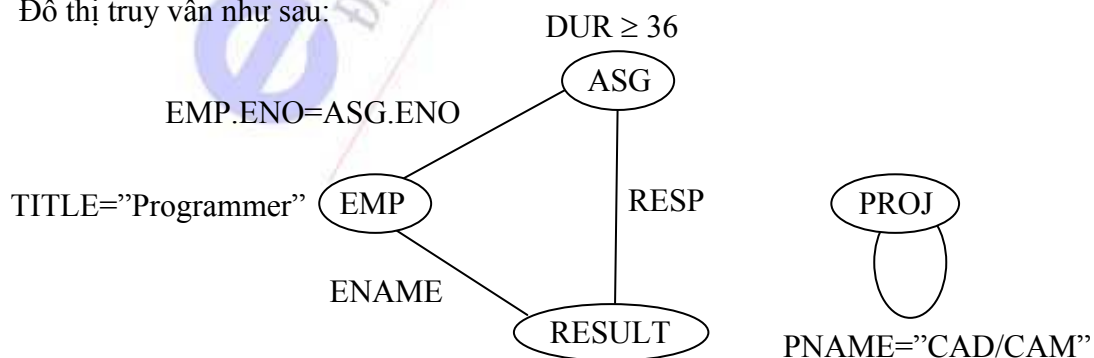 Đồ thị truy vấn như sau:
DUR ≥ 36
ASG
EMP.ENO=ASG.ENO
TITLE=”Programmer”
EMP
RESP
PROJ
ENAME
RESULT
PNAME=”CAD/CAM”